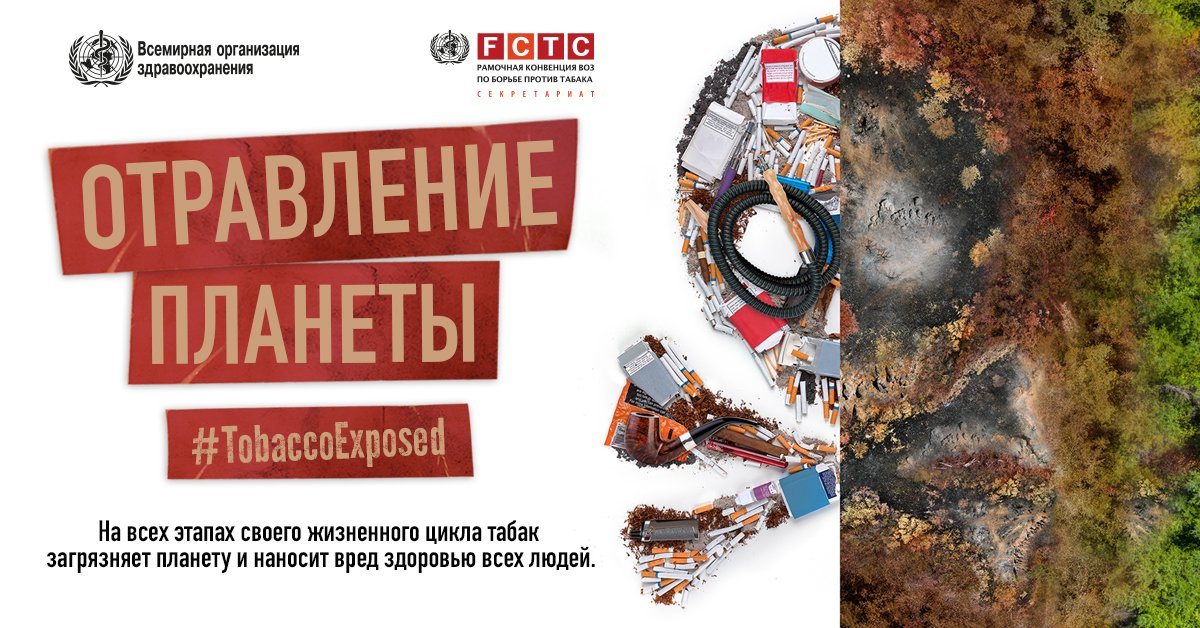 Всемирная организация
здравоохранения
FCTC
РАМОЧНАЯ КОНВЕНЦИЯ ВОЗ
ПО БОРЬБЕ ПРОТИВ ТАБАКА
СЕКРЕТАРИАТ
ОТРАВЛЕНИЕ
ПЛАНЕТЫ
#TobaccoExposed
На всех этапах своего жизненного цикла табак
загрязняет планету и наносит вред здоровью всех людей.